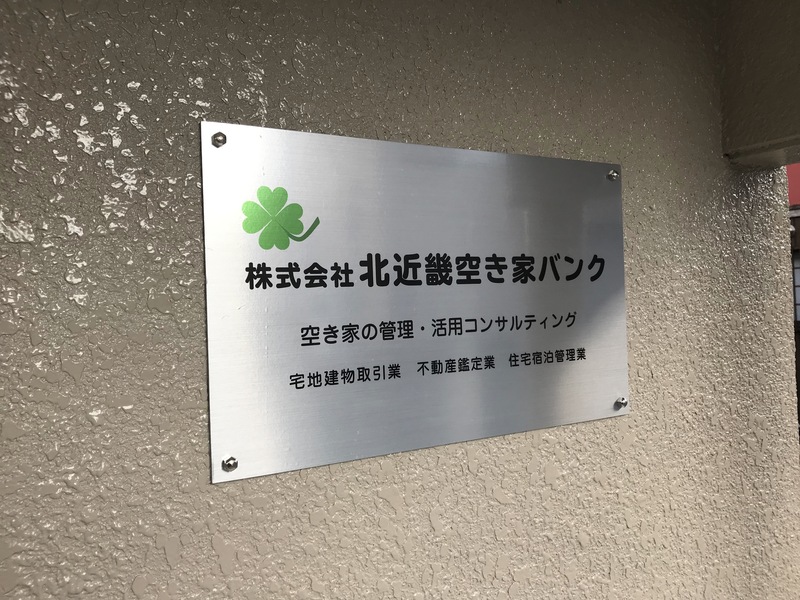 株式会社 北近畿空き家バンク
空き家の管理・活用コンサルティング
宅地建物取引業 不動産鑑定業 住宅宿泊管理業